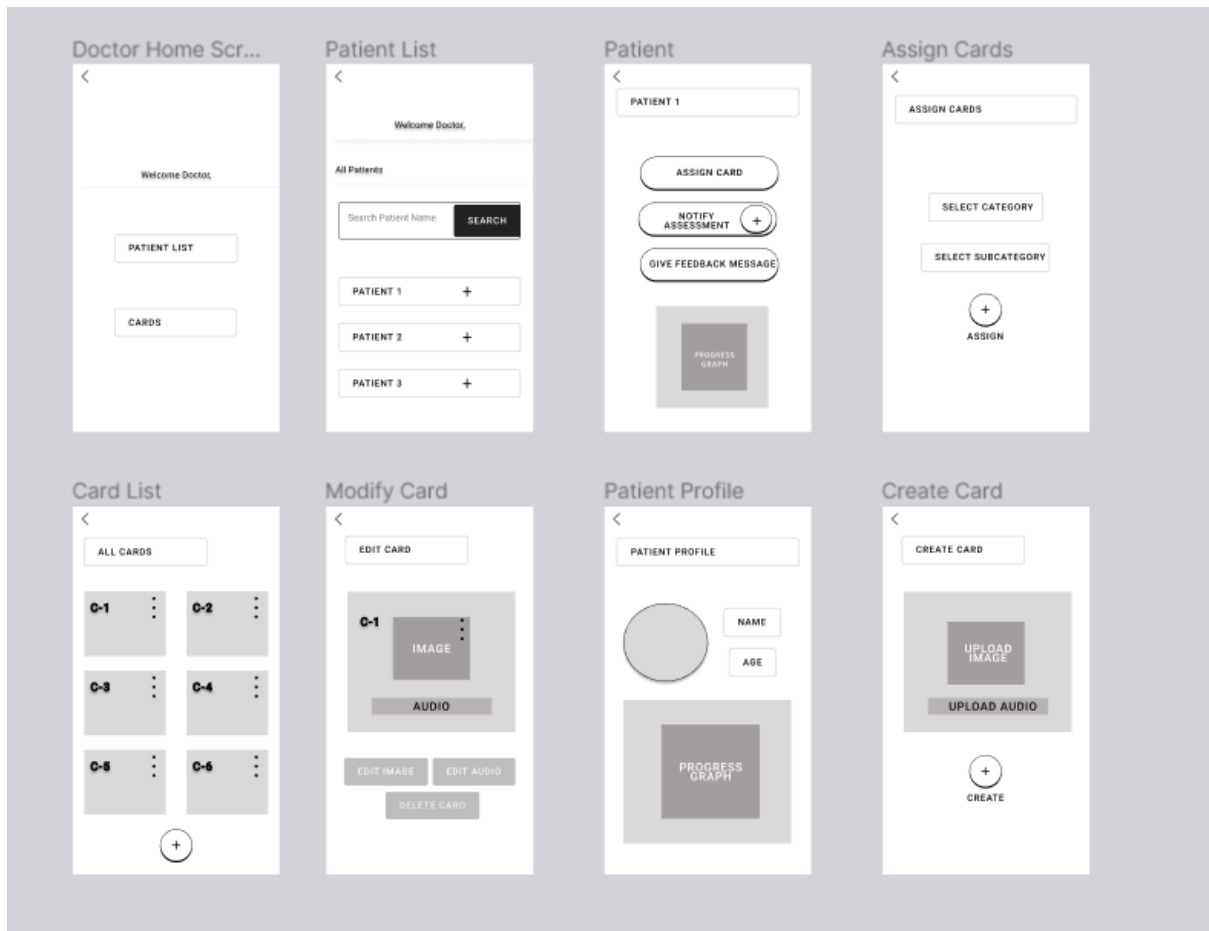 Doctor Home Scr...
Welcome Doctor,
PATIENT LIST
CARDS
Patient List
Welcome Doctor,
All Patients
Search Patient Name
SEARCH
PATIENT 1 +
PATIENT 2 +
PATIENT 3 +
Patient
PATIENT 1
ASSIGN CARD
NOTIFY
ASSESSMENT
+
GIVE FEEDBACK MESSAGE
PROGRESS
GRAPH
Assign Cards
ASSIGN CARDS
SELECT CATEGORY
SELECT SUBCATEGORY
+
ASSIGN
Card List
ALL CARDS
C-1
C-2
C-3
C-4
C-5
C-6
+
Modify Card
EDIT CARD
C-1
IMAGE
AUDIO
EDIT IMAGE
EDIT AUDIO
DELETE CARD
Patient Profile
PATIENT PROFILE
NAME
AGE
PROGRESS
GRAPH
Create Card
CREATE CARD
UPLOAD
IMAGE
UPLOAD AUDIO
+
CREATE